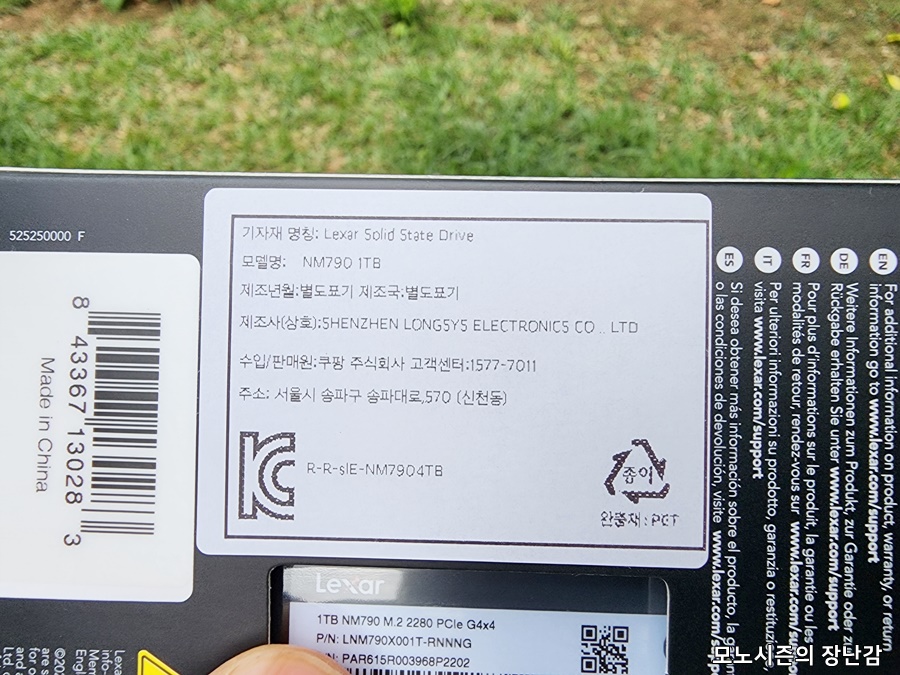 525250000 F
8 43367 13028 3
Made in China
기자재 명칭: Lexar Solid State Drive
모델명: NM790 1TB
제조년월:별도표기 제조국:별도표기
제조사(상호):SHENZHEN LONGSYS ELECTRONICS CO., LTD
수입/판매원:쿠팡 주식회사 고객센터:1577-7011
주소: 서울시 송파구 송파대로,570 (신천동)
R-R-slE-NM7904TB
종이
완충재 : PET
EN
For additional information on product, warranty, or return
information go to www.lexar.com/support
DE
Weitere Informationen zum Produkt, zur Garantie oder zur
Rückgabe erhalten Sie unter www.lexar.com/support
FR
Pour plus d'information sur le produit, la garantie ou les
modalités de retour, rendez-vous sur www.lexar.com
IT
Per ulteriori informazioni su prodotto, garanzia o restituzi
visita www.lexar.com/support
ES
Si desea obtener más información sobre el producto, la ga
o las condiciones de devolución, visite www.lexar.com
Lexar
1TB NM790 M.2 2280 PCIe G4x4
P/N: LNM790X001T-RNNNG
PAR615R003968P2202
모노시즌의 장난감